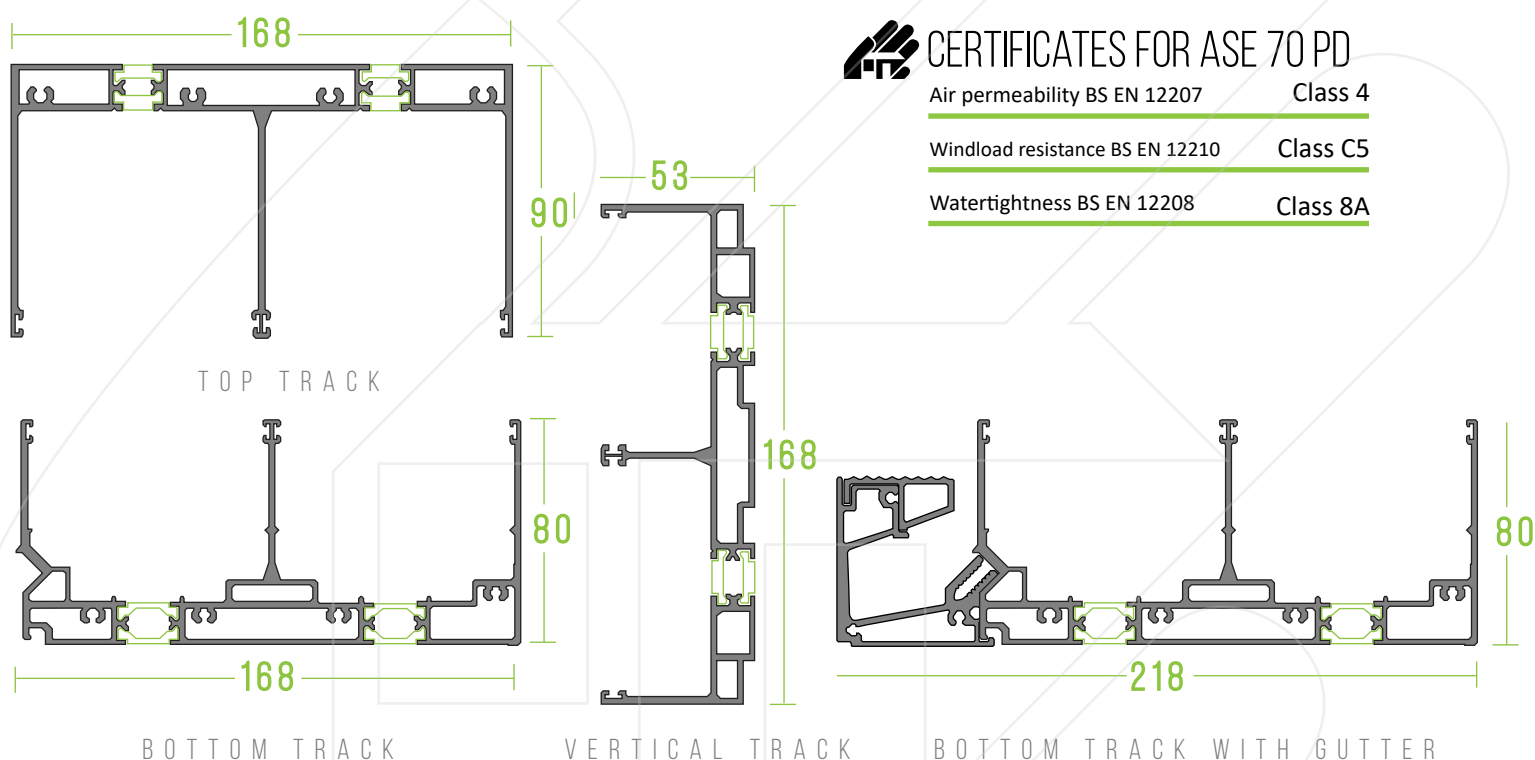 168
90
TOP TRACK
CERTIFICATES FOR ASE 70 PD
Air permeability BS EN 12207 Class 4
Windload resistance BS EN 12210 Class C5
Watertightness BS EN 12208 Class 8A
53
168
80
168
BOTTOM TRACK
VERTICAL TRACK
80
218
BOTTOM TRACK WITH GUTTER